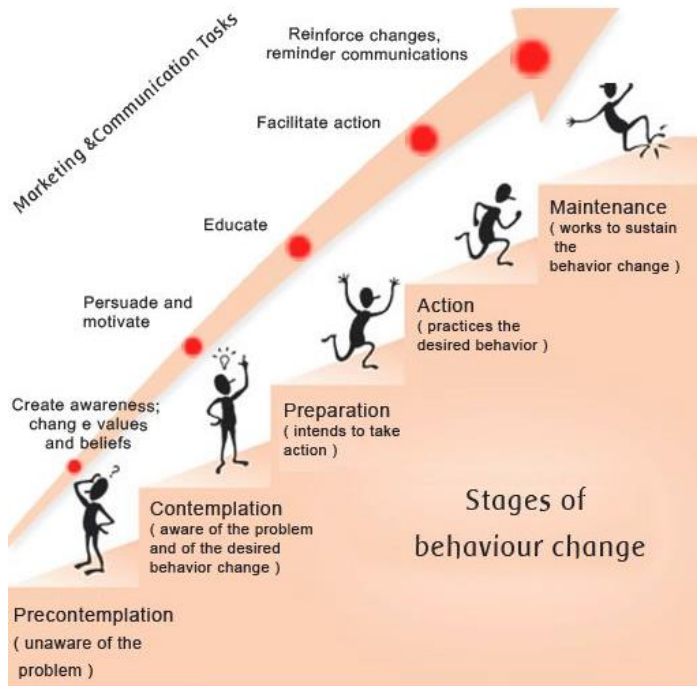 Marketing &Communication Tasks
Reinforce changes,
reminder communications
Facilitate action
Educate
Persuade and
motivate
Create awareness;
chang e values
and beliefs
?
Maintenance
( works to sustain
the
behavior change )
Action
( practices the
desired behavior )
Preparation
( intends to take
action )
Contemplation
( aware of the problem
and of the desired
behavior change )
Precontemplation
( unaware of the
problem )
Stages of
behaviour change